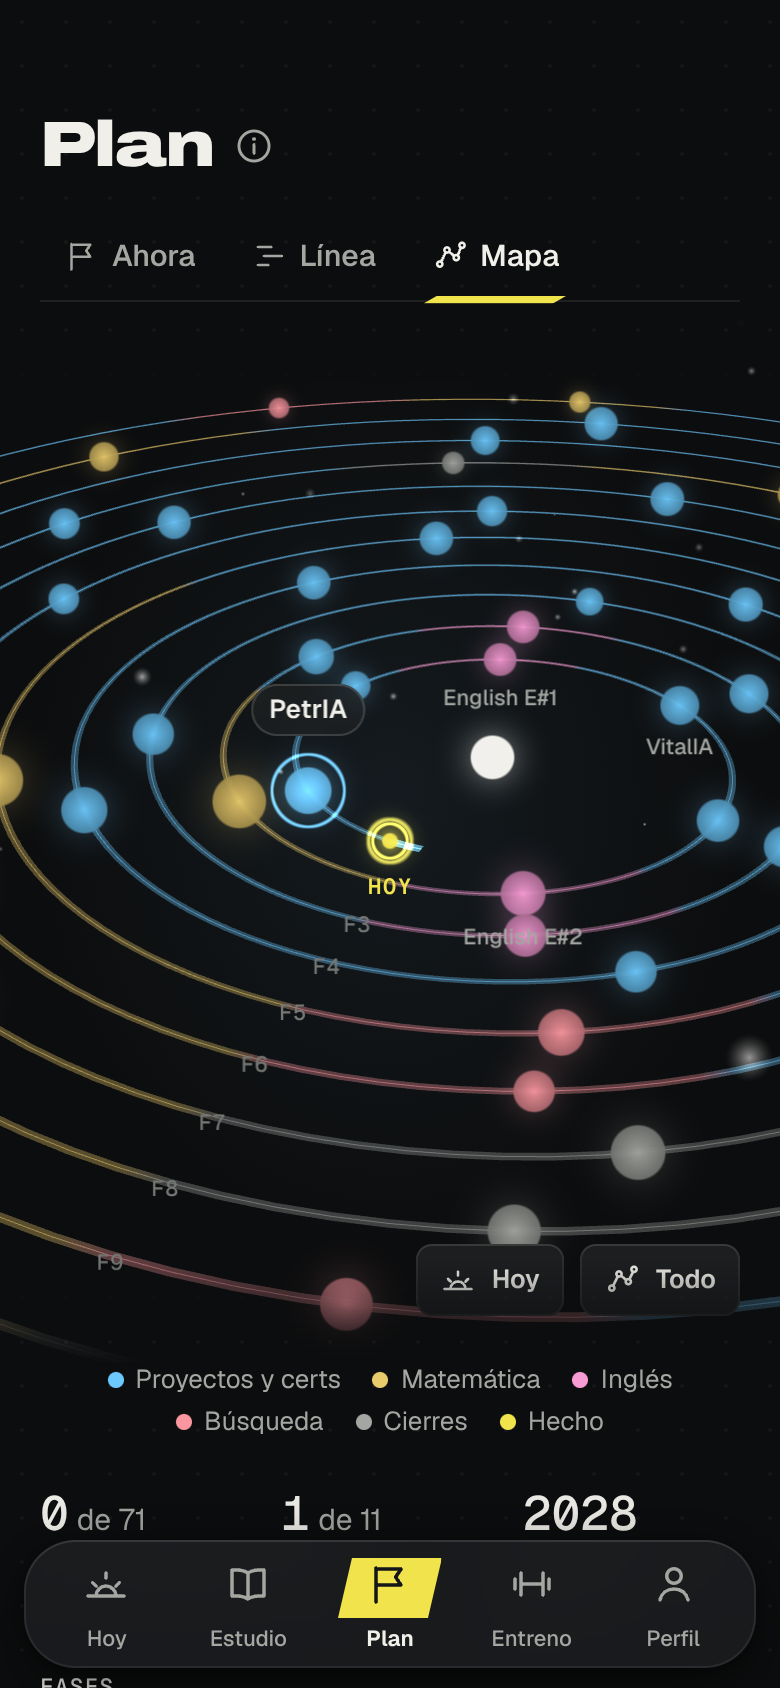 Plan
Ahora
Línea
Mapa
English E#1
PetrIA
VitalIA
HOY
F3
English E#2
F4
F5
F6
F7
F8
F9
Hoy
Todo
Proyectos y certs
Matemática
Inglés
Búsqueda
Cierres
Hecho
0 de 71
1 de 11
2028
Hoy
Estudio
Plan
Entreno
Perfil
FASES